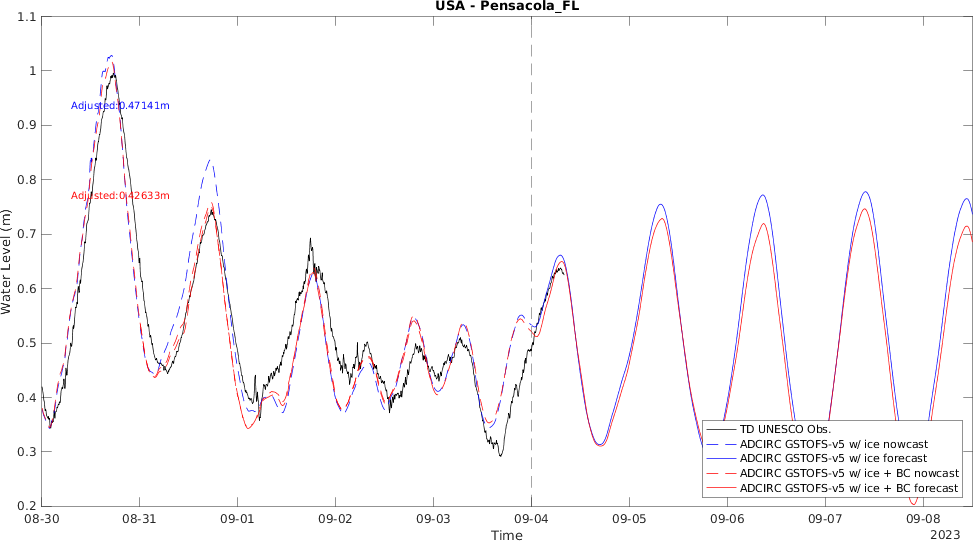 USA - Pensacola_FL
1.1
1
0.9
0.8
0.7
0.6
0.5
0.4
0.3
0.2
Water Level (m)
Adjusted:0.47141m
Adjusted:0.42633m
TD UNESCO Obs.
ADCIRC GSTOFS-v5 w/ ice nowcast
ADCIRC GSTOFS-v5 w/ ice forecast
ADCIRC GSTOFS-v5 w/ ice + BC nowcast
ADCIRC GSTOFS-v5 w/ ice + BC forecast
08-30 08-31 09-01 09-02 09-03 09-04 09-05 09-06 09-07 09-08
Time
2023